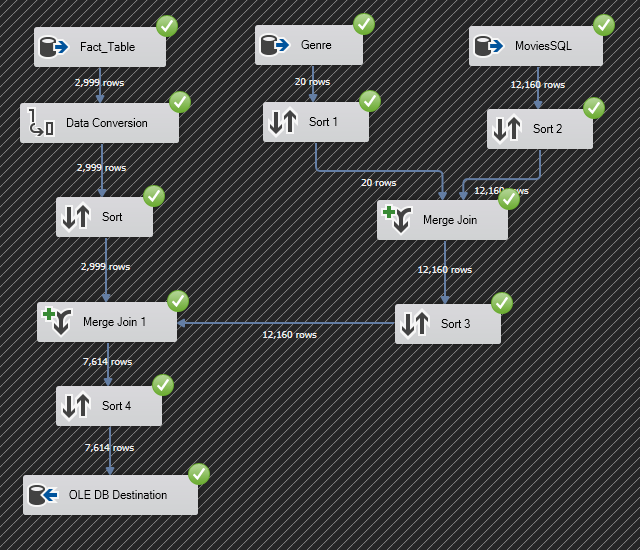 Fact_Table
Genre
MoviesSQL
2,999 rows
20 rows
12,160 rows
Data Conversion
Sort 1
Sort 2
2,999 rows
20 rows
12,160 rows
Sort
Merge Join
2,999 rows
12,160 rows
Merge Join 1
12,160 rows
Sort 3
7,614 rows
Sort 4
7,614 rows
OLE DB Destination